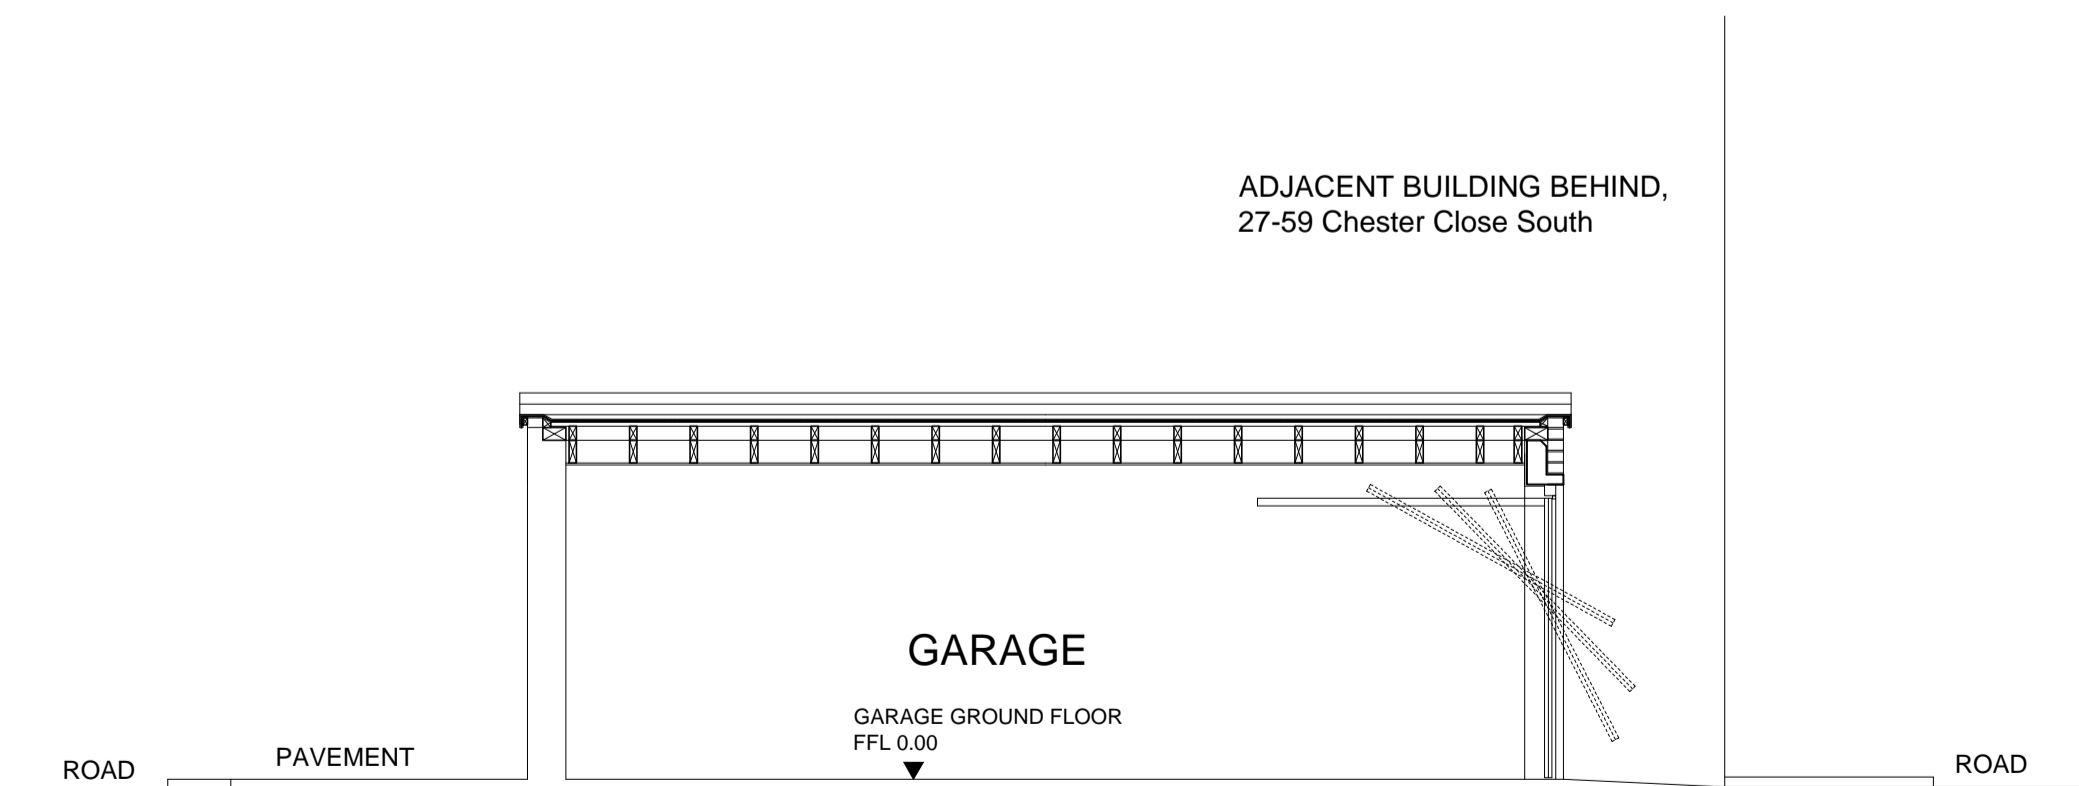 ADJACENT BUILDING BEHIND,
27-59 Chester Close South
GARAGE
GARAGE GROUND FLOOR
FFL 0.00
ROAD
PAVEMENT
ROAD